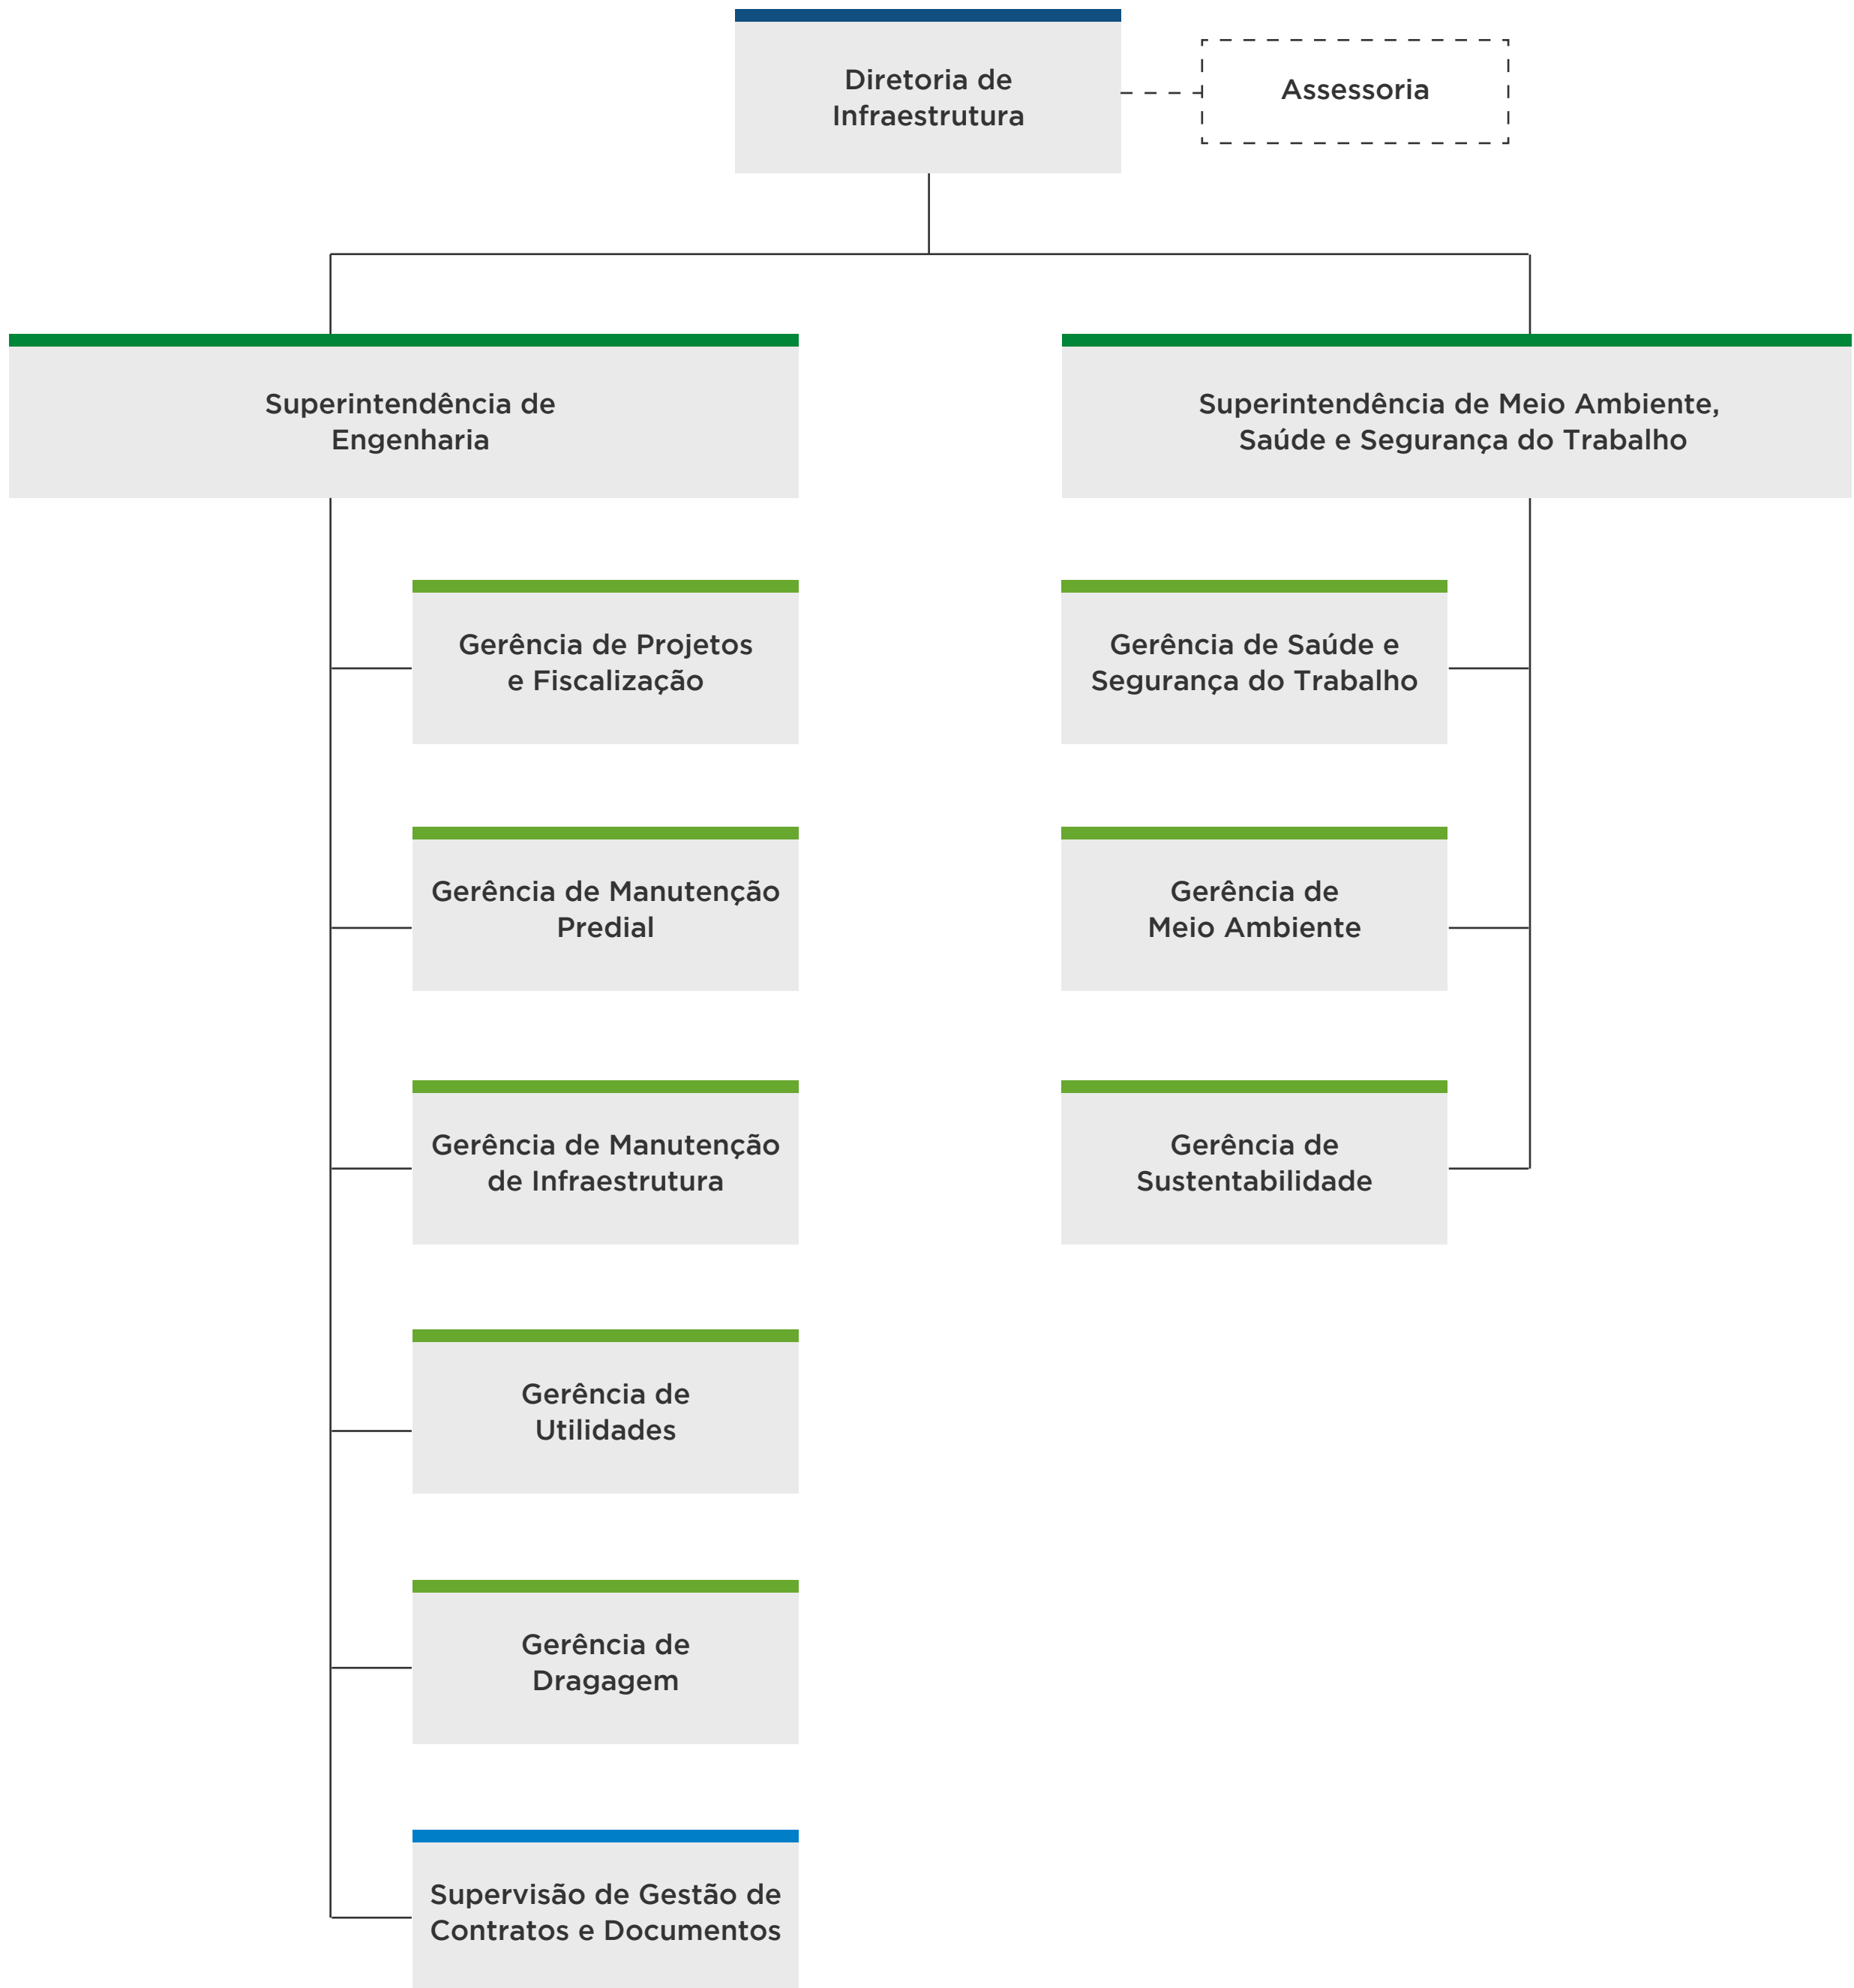 Diretoria de
Infraestrutura
Assessoria
Superintendência de
Engenharia
Superintendência de Meio Ambiente,
Saúde e Segurança do Trabalho
Gerência de Projetos
e Fiscalização
Gerência de Saúde e
Segurança do Trabalho
Gerência de Manutenção
Predial
Gerência de
Meio Ambiente
Gerência de Manutenção
de Infraestrutura
Gerência de
Sustentabilidade
Gerência de
Utilidades
Gerência de
Dragagem
Supervisão de Gestão de
Contratos e Documentos